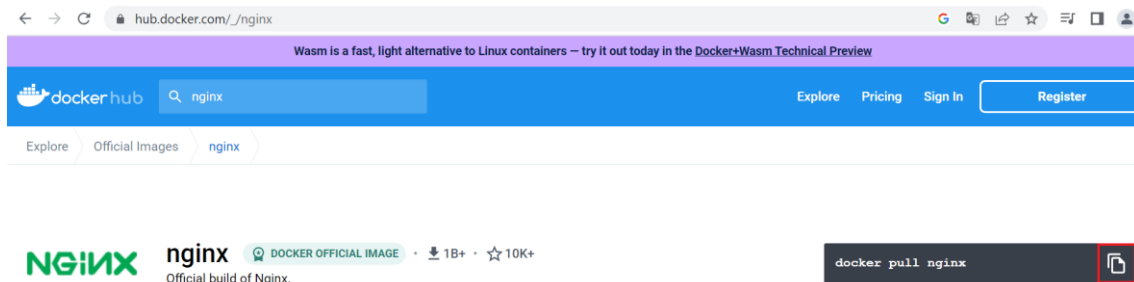 hub.docker.com/_/nginx
Wasm is a fast, light alternative to Linux containers — try it out today in the Docker+Wasm Technical Preview
dockerhub nginx Explore Pricing Sign In Register
Explore Official Images nginx
NGINX nginx DOCKER OFFICIAL IMAGE · 1B+ · 10K+ docker pull nginx
Official build of Nginx.